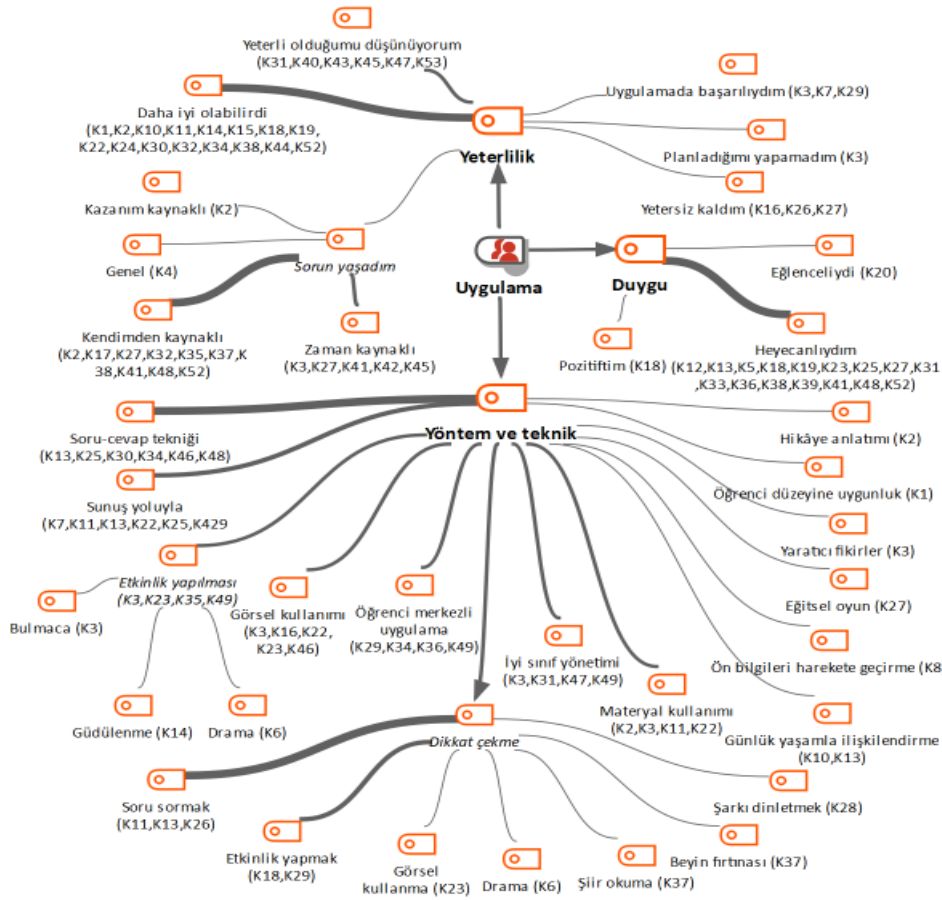 Yeterli olduğumu düşünüyorum
(K31,K40,K43,K45,K47,K53)
Daha iyi olabilirdi
(K1,K2,K10,K11,K14,K15,K18,K19,
K22,K24,K30,K32,K34,K38,K44,K52)
Uygulamada başarılıydım (K3,K7,K29)
Yeterlilik
Planladığımı yapamadım (K3)
Yetersiz kaldım (K16,K26,K27)
Kazanım kaynaklı (K2)
Genel (K4)
Sorun yaşadım
Kendimden kaynaklı
(K2,K17,K27,K32,K35,K37,K
38,K41,K48,K52)
Zaman kaynaklı
(K3,K27,K41,K42,K45)
Uygulama
Duygu
Eğlenceliydi (K20)
Pozitiftim (K18)
Heyecanlıydım
(K12,K13,K5,K18,K19,K23,K25,K27,K31
,K33,K36,K38,K39,K41,K48,K52)
Yöntem ve teknik
Soru-cevap tekniği
(K13,K25,K30,K34,K46,K48)
Sunuş yoluyla
(K7,K11,K13,K22,K25,K429
Hikâye anlatımı (K2)
Öğrenci düzeyine uygunluk (K1)
Yaratıcı fikirler (K3)
Eğitsel oyun (K27)
Ön bilgileri harekete geçirme (K8
Günlük yaşamla ilişkilendirme
(K10,K13)
Etkinlik yapılması
(K3,K23,K35,K49)
Bulmaca (K3)
Güdülenme (K14)
Drama (K6)
Görsel kullanımı
(K3,K16,K22,
K23,K46)
Öğrenci merkezli
uygulama
(K29,K34,K36,K49)
İyi sınıf yönetimi
(K3,K31,K47,K49)
Materyal kullanımı
(K2,K3,K11,K22)
Dikkat çekme
Soru sormak
(K11,K13,K26)
Etkinlik yapmak
(K18,K29)
Görsel
kullanma (K23)
Drama (K6)
Şiir okuma (K37)
Beyin fırtınası (K37)
Şarkı dinletmek (K28)